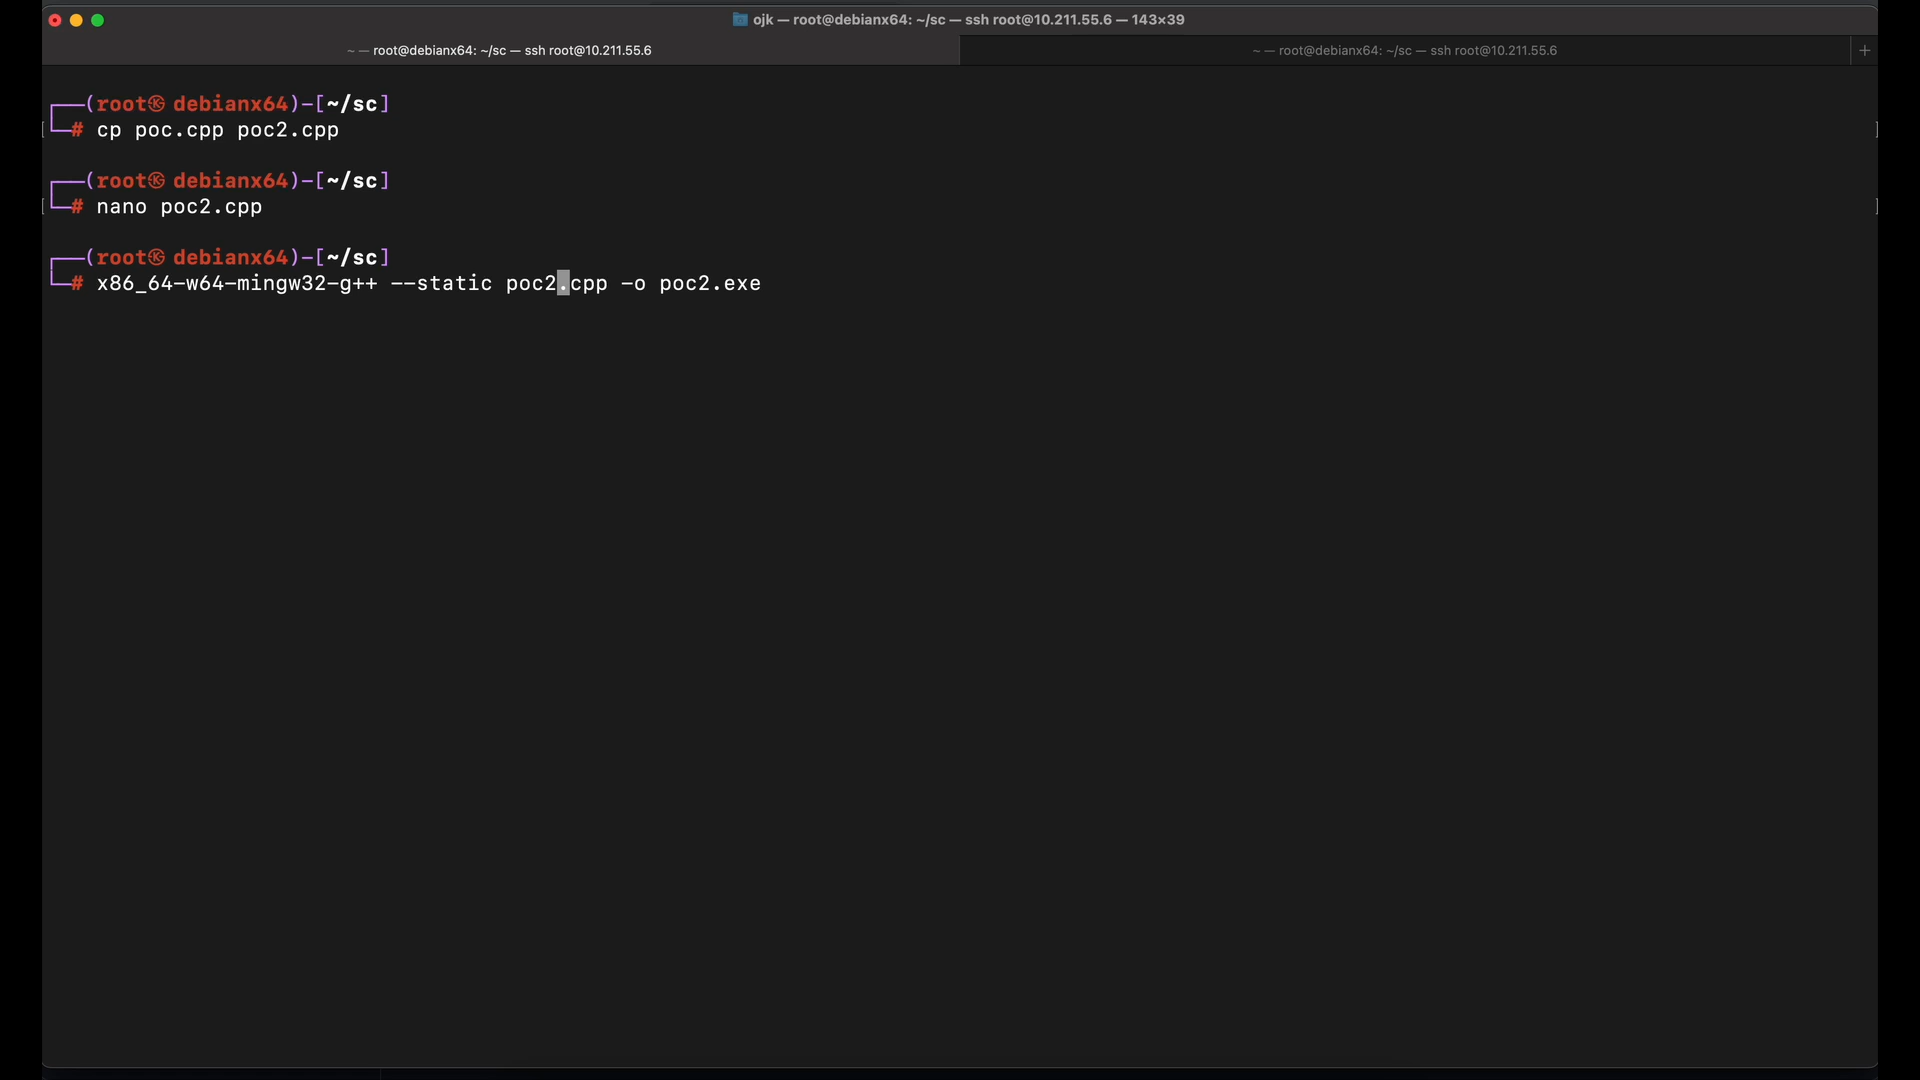 ojk — root@debianx64: ~/sc — ssh root@10.211.55.6 — 143×39
~ — root@debianx64: ~/sc — ssh root@10.211.55.6
~ — root@debianx64: ~/sc — ssh root@10.211.55.6
+
┌──(root㉿debianx64)-[~/sc]
[└─# cp poc.cpp poc2.cpp ]
┌──(root㉿debianx64)-[~/sc]
[└─# nano poc2.cpp ]
┌──(root㉿debianx64)-[~/sc]
└─# x86_64-w64-mingw32-g++ --static poc2.cpp -o poc2.exe